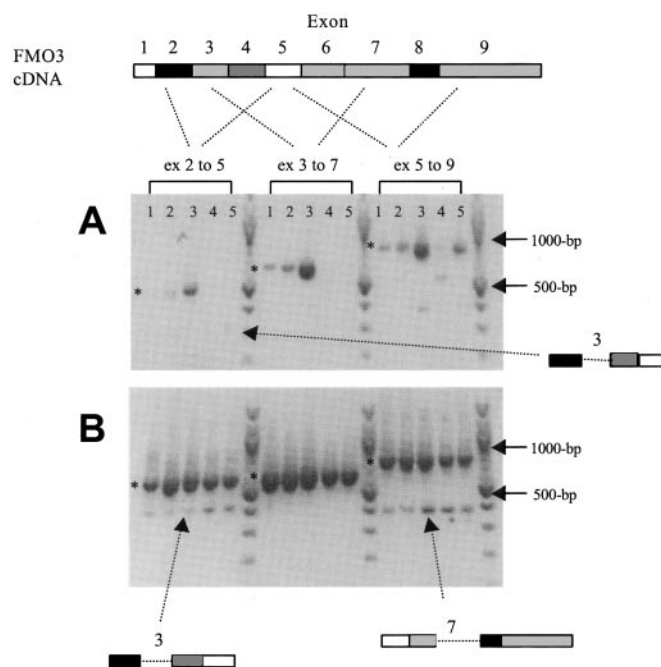 Exon
FMO3
cDNA
1 2 3 4 5 6 7 8 9
ex 2 to 5 ex 3 to 7 ex 5 to 9
A
1 2 3 4 5 1 2 3 4 5 1 2 3 4 5
*
*
*
1000-bp
500-bp
3
B
*
*
*
1000-bp
500-bp
3
7